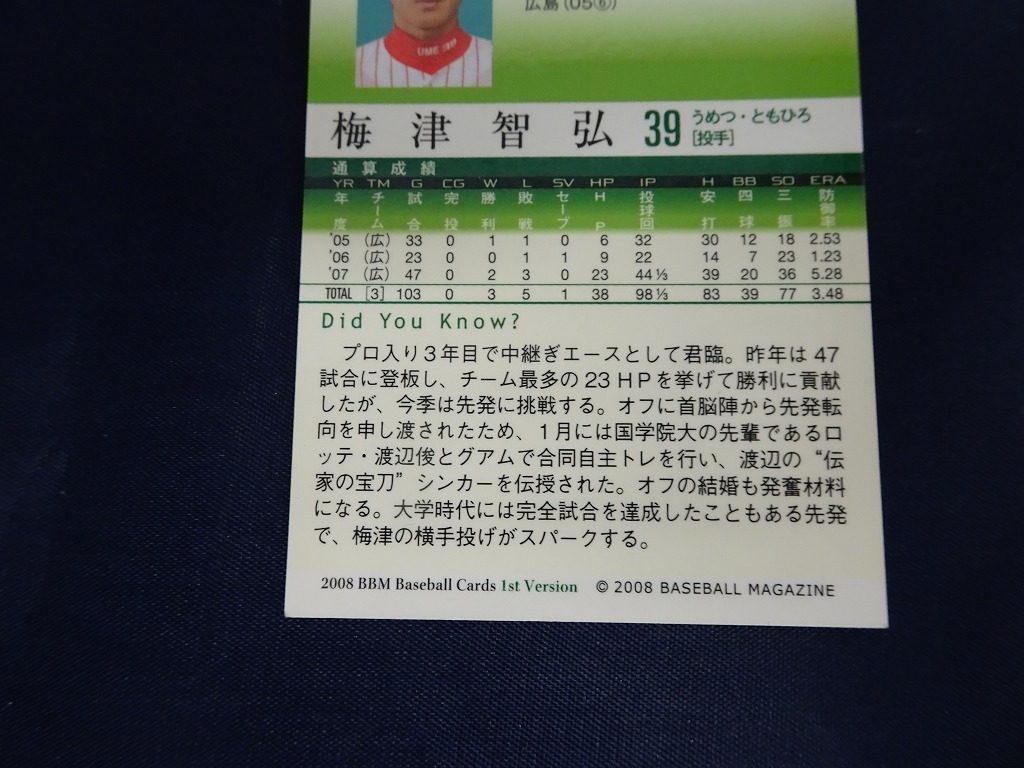 広島(05⑥)
UME
梅津智弘 39 うめつ・ともひろ
[投手]
通算成績
YR TM G CG W L SV HP IP H BB SO ERA
年度 チーム 試合 完投 勝利 敗戦 セーブ HP 投球回 安打 四球 三振 防御率
'05 (広) 33 0 1 1 0 6 32 30 12 18 2.53
'06 (広) 23 0 0 1 1 9 22 14 7 23 1.23
'07 (広) 47 0 2 3 0 23 44⅓ 39 20 36 5.28
TOTAL [3] 103 0 3 5 1 38 98⅓ 83 39 77 3.48
Did You Know?
プロ入り3年目で中継ぎエースとして君臨。昨年は47
試合に登板し、チーム最多の23HPを挙げて勝利に貢献
したが、今季は先発に挑戦する。オフに首脳陣から先発転
向を申し渡されたため、1月には国学院大の先輩であるロ
ッテ・渡辺俊とグアムで合同自主トレを行い、渡辺の“伝
家の宝刀”シンカーを伝授された。オフの結婚も発奮材料
になる。大学時代には完全試合を達成したこともある先発
で、梅津の横手投げがスパークする。
2008 BBM Baseball Cards 1st Version © 2008 BASEBALL MAGAZINE